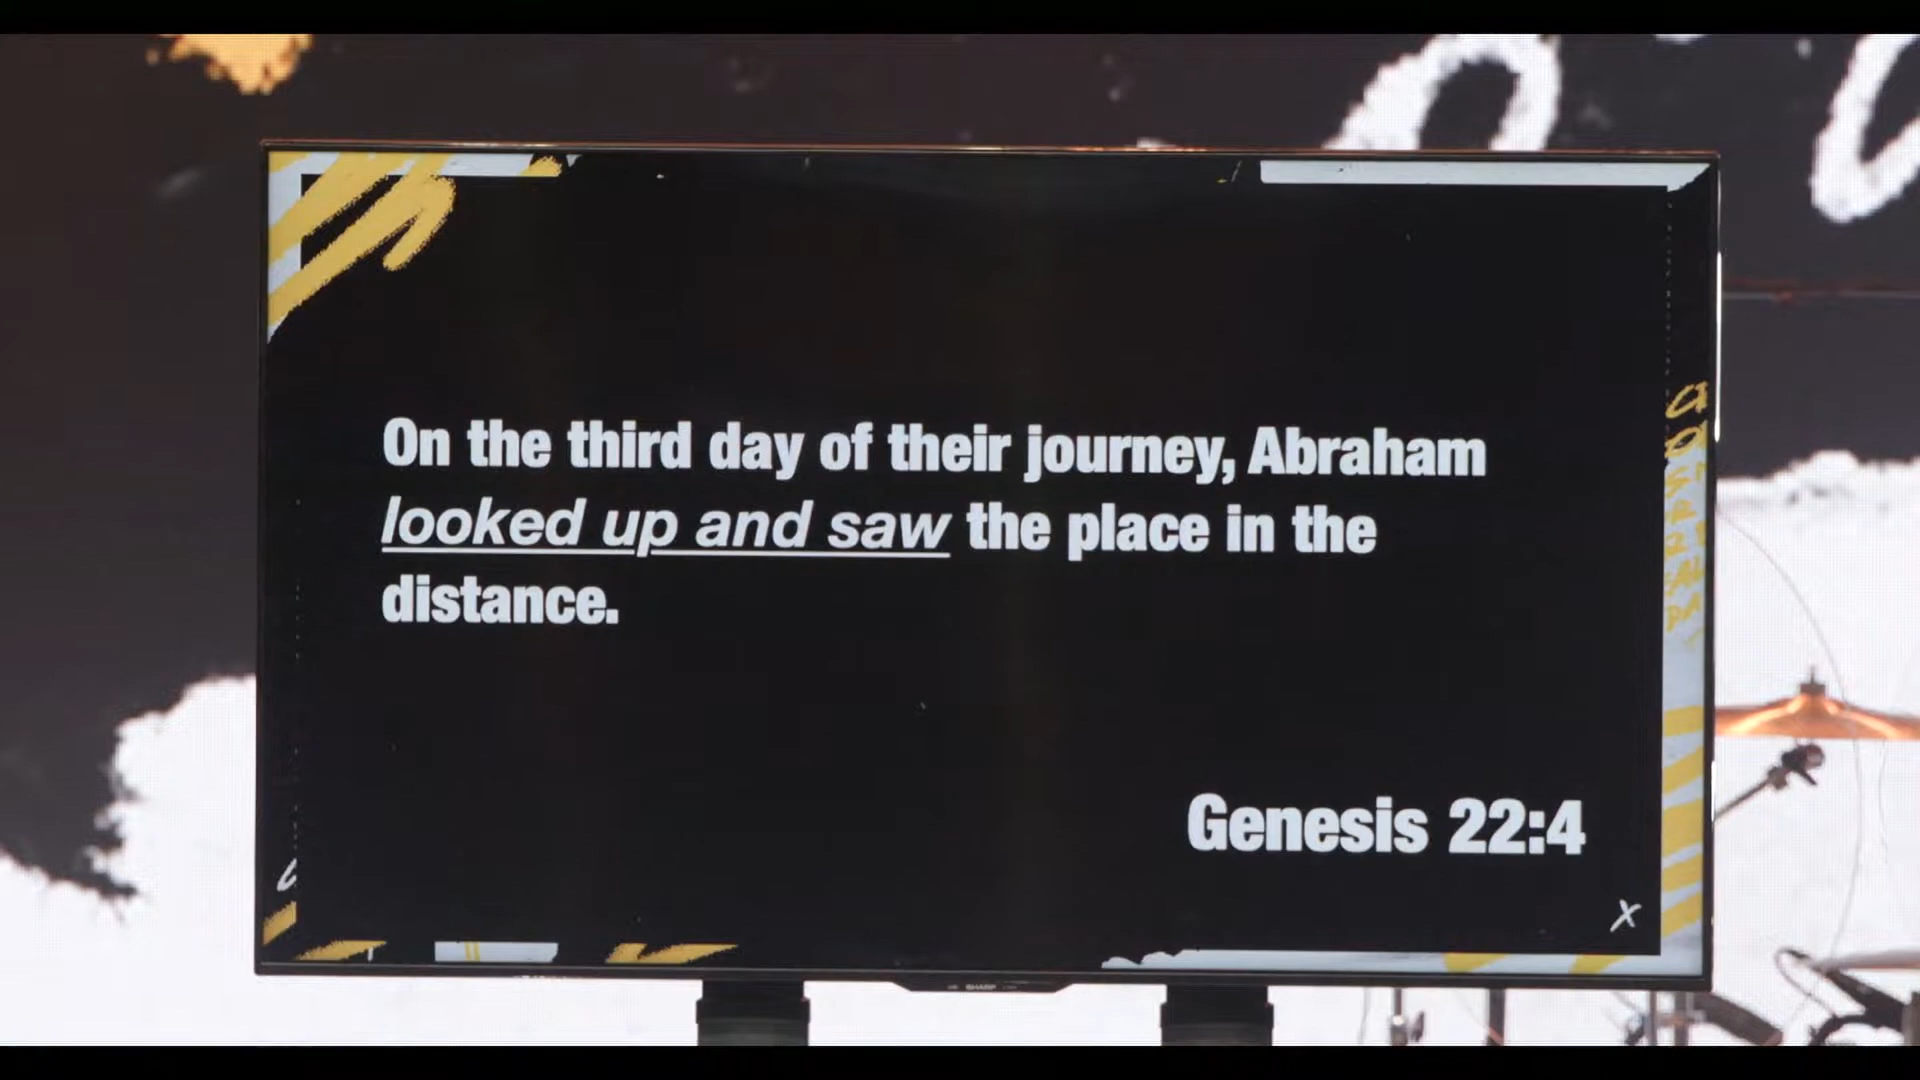 On the third day of their journey, Abraham
looked up and saw the place in the
distance.
Genesis 22:4
x
SHARP